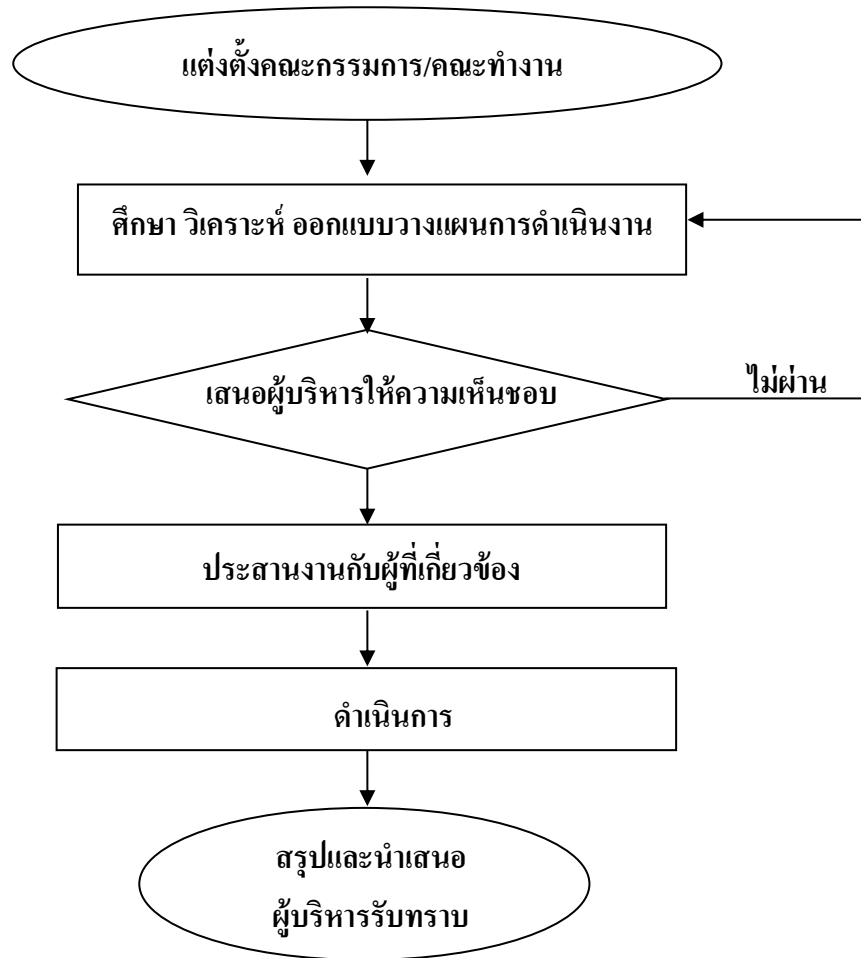 แต่งตั้งคณะกรรมการ/คณะทำงาน
ศึกษา วิเคราะห์ ออกแบบวางแผนการดำเนินงาน
เสนอผู้บริหารให้ความเห็นชอบ
ไม่ผ่าน
ประสานงานกับผู้ที่เกี่ยวข้อง
ดำเนินการ
สรุปและนำเสนอ
ผู้บริหารรับทราบ